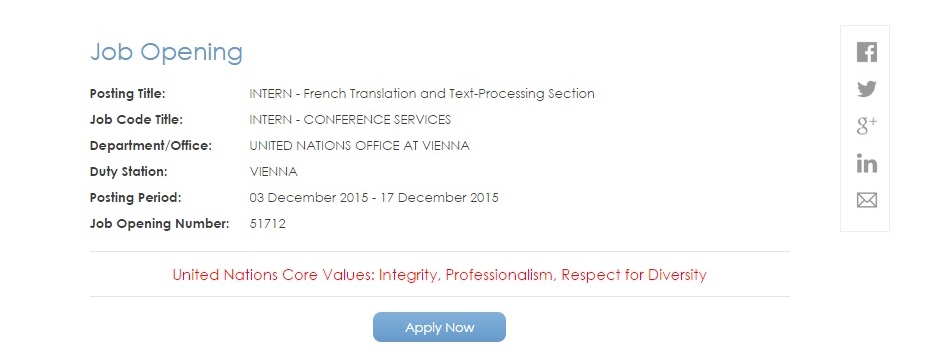 Job Opening
Posting Title: INTERN - French Translation and Text-Processing Section
Job Code Title: INTERN - CONFERENCE SERVICES
Department/Office: UNITED NATIONS OFFICE AT VIENNA
Duty Station: VIENNA
Posting Period: 03 December 2015 - 17 December 2015
Job Opening Number: 51712
United Nations Core Values: Integrity, Professionalism, Respect for Diversity
Apply Now